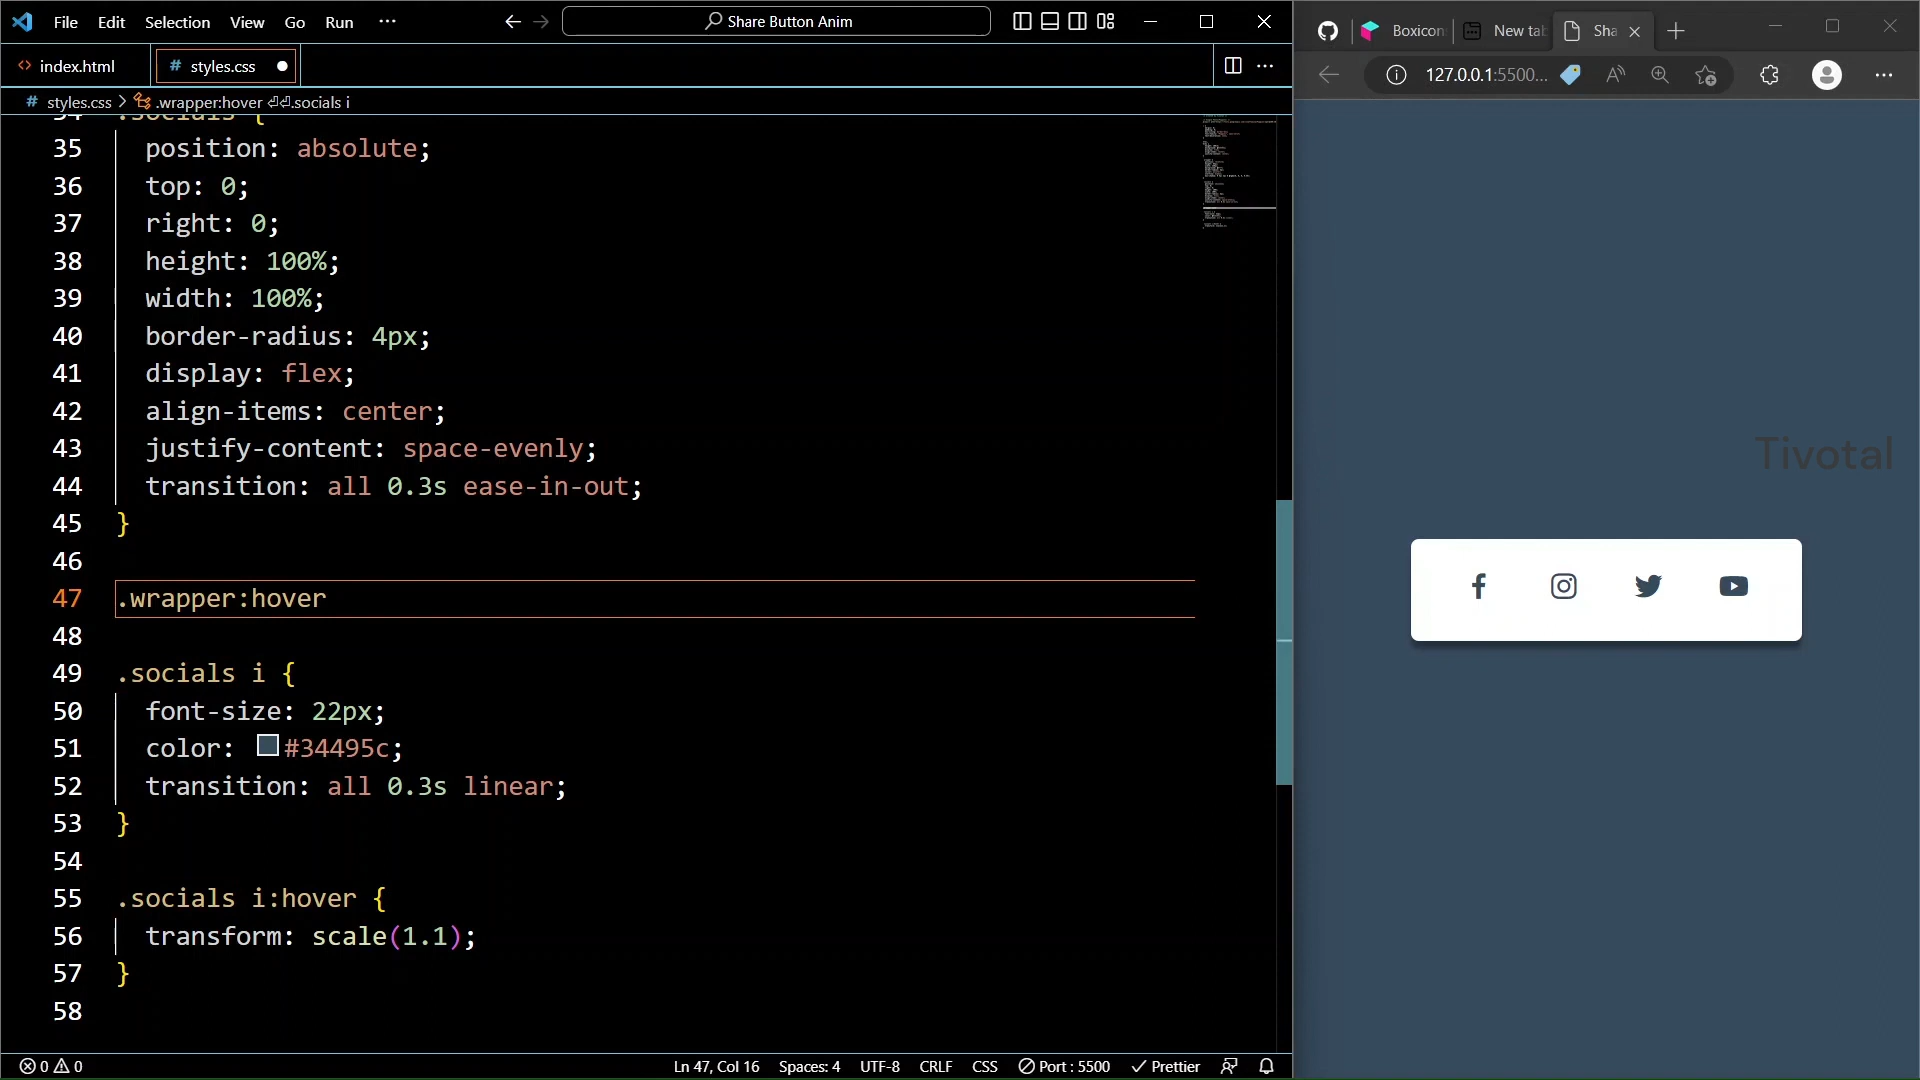 File Edit Selection View Go Run ··· Share Button Anim
index.html # styles.css
# styles.css > .wrapper:hover ⏎⏎.socials i
34 .socials {
35 position: absolute;
36 top: 0;
37 right: 0;
38 height: 100%;
39 width: 100%;
40 border-radius: 4px;
41 display: flex;
42 align-items: center;
43 justify-content: space-evenly;
44 transition: all 0.3s ease-in-out;
45 }
46
47 .wrapper:hover
48
49 .socials i {
50 font-size: 22px;
51 color: #34495c;
52 transition: all 0.3s linear;
53 }
54
55 .socials i:hover {
56 transform: scale(1.1);
57 }
58
0 0 Ln 47, Col 16 Spaces: 4 UTF-8 CRLF CSS Port : 5500 Prettier
Boxicon New tab Sha
127.0.0.1:5500...
Tivotal